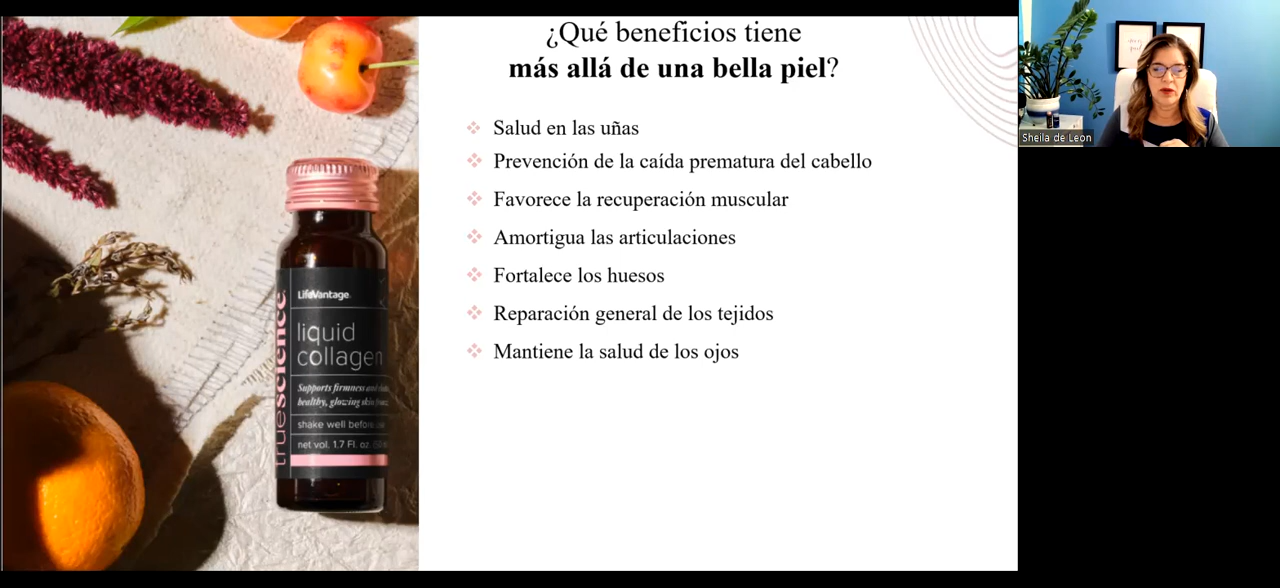 ¿Qué beneficios tiene
más allá de una bella piel?
Salud en las uñas
Prevención de la caída prematura del cabello
Favorece la recuperación muscular
Amortigua las articulaciones
Fortalece los huesos
Reparación general de los tejidos
Mantiene la salud de los ojos
LifeVantage
truescience
liquid
collagen
Supports firmness and
healthy, glowing skin
shake well before
net vol. 1.7 Fl. oz.
Sheila de Leon